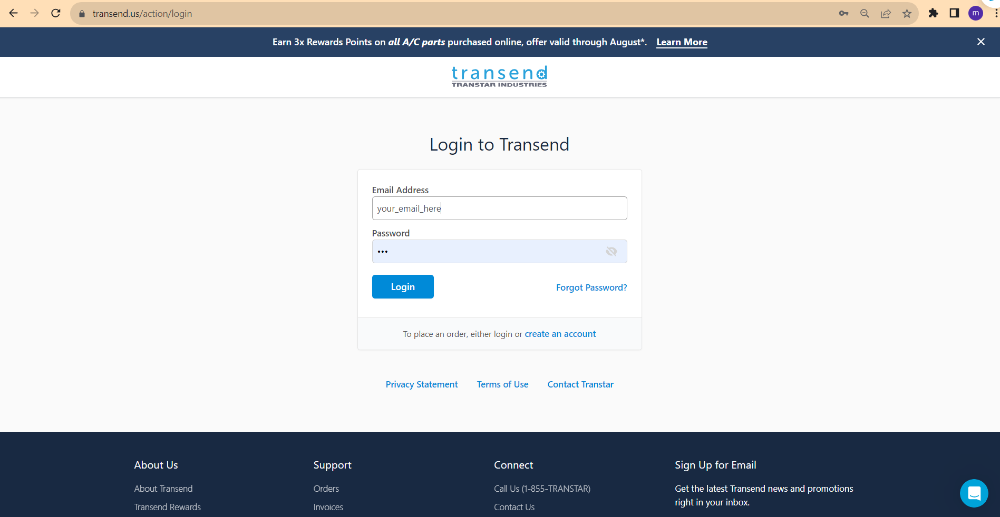 transend.us/action/login
m
Earn 3x Rewards Points on all A/C parts purchased online, offer valid through August*. Learn More
transend
TRANSTAR INDUSTRIES
Login to Transend
Email Address
your_email_here
Password
•••
Login
Forgot Password?
To place an order, either login or create an account
Privacy Statement Terms of Use Contact Transtar
About Us
About Transend
Transend Rewards
Support
Orders
Invoices
Connect
Call Us (1-855-TRANSTAR)
Contact Us
Sign Up for Email
Get the latest Transend news and promotions
right in your inbox.